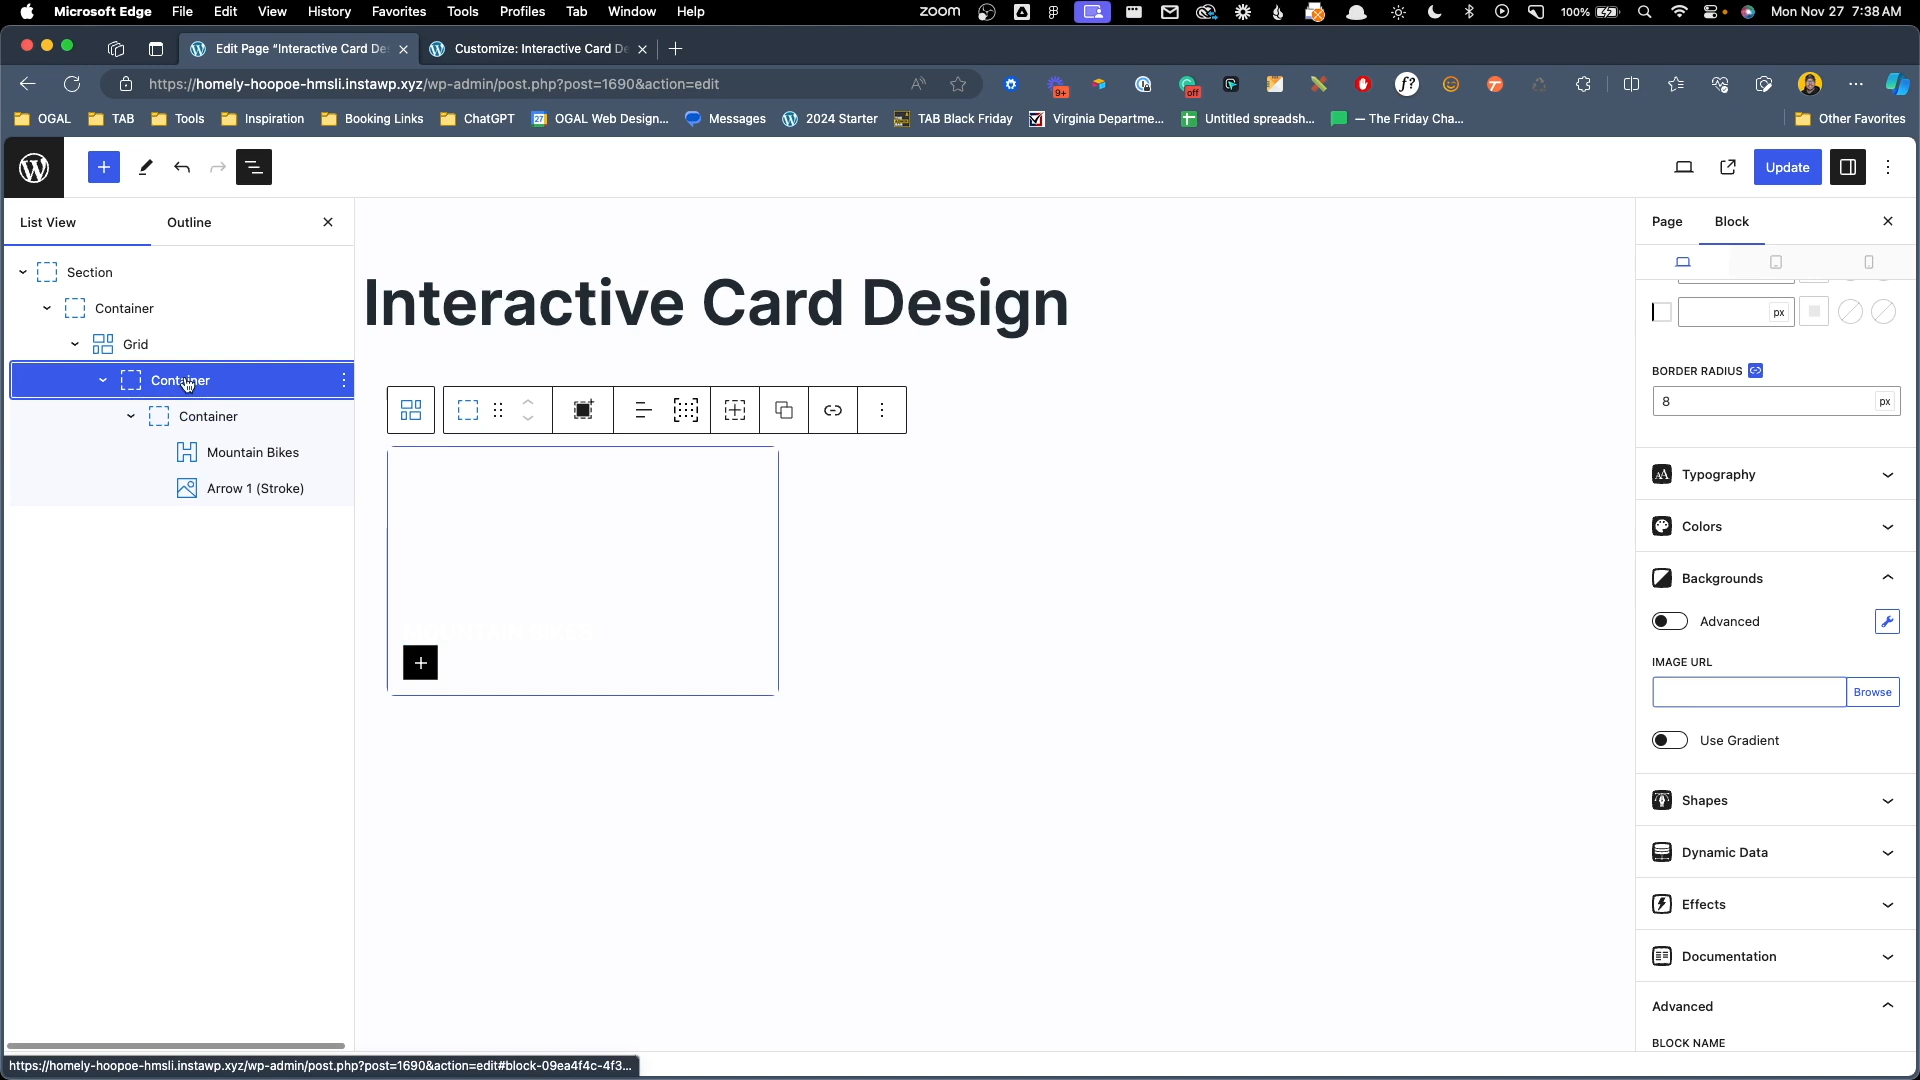 Microsoft Edge File Edit View History Favorites Tools Profiles Tab Window Help zoom 100% Mon Nov 27 7:38 AM
Edit Page "Interactive Card De Customize: Interactive Card De
https://homely-hoopoe-hmsli.instawp.xyz/wp-admin/post.php?post=1690&action=edit 9+ off f?
OGAL TAB Tools Inspiration Booking Links ChatGPT 27 OGAL Web Design... Messages 2024 Starter TAB Black Friday Virginia Departme... Untitled spreadsh... — The Friday Cha... Other Favorites
Update
List View Outline
Page Block
Section
Container
Grid
Container
Container
Mountain Bikes
Arrow 1 (Stroke)
Interactive Card Design
MOUNTAIN BIKES
px
BORDER RADIUS
8 px
Typography
Colors
Backgrounds
Advanced
IMAGE URL
Browse
Use Gradient
Shapes
Dynamic Data
Effects
Documentation
Advanced
BLOCK NAME
https://homely-hoopoe-hmsli.instawp.xyz/wp-admin/post.php?post=1690&action=edit#block-09ea4f4c-4f3...